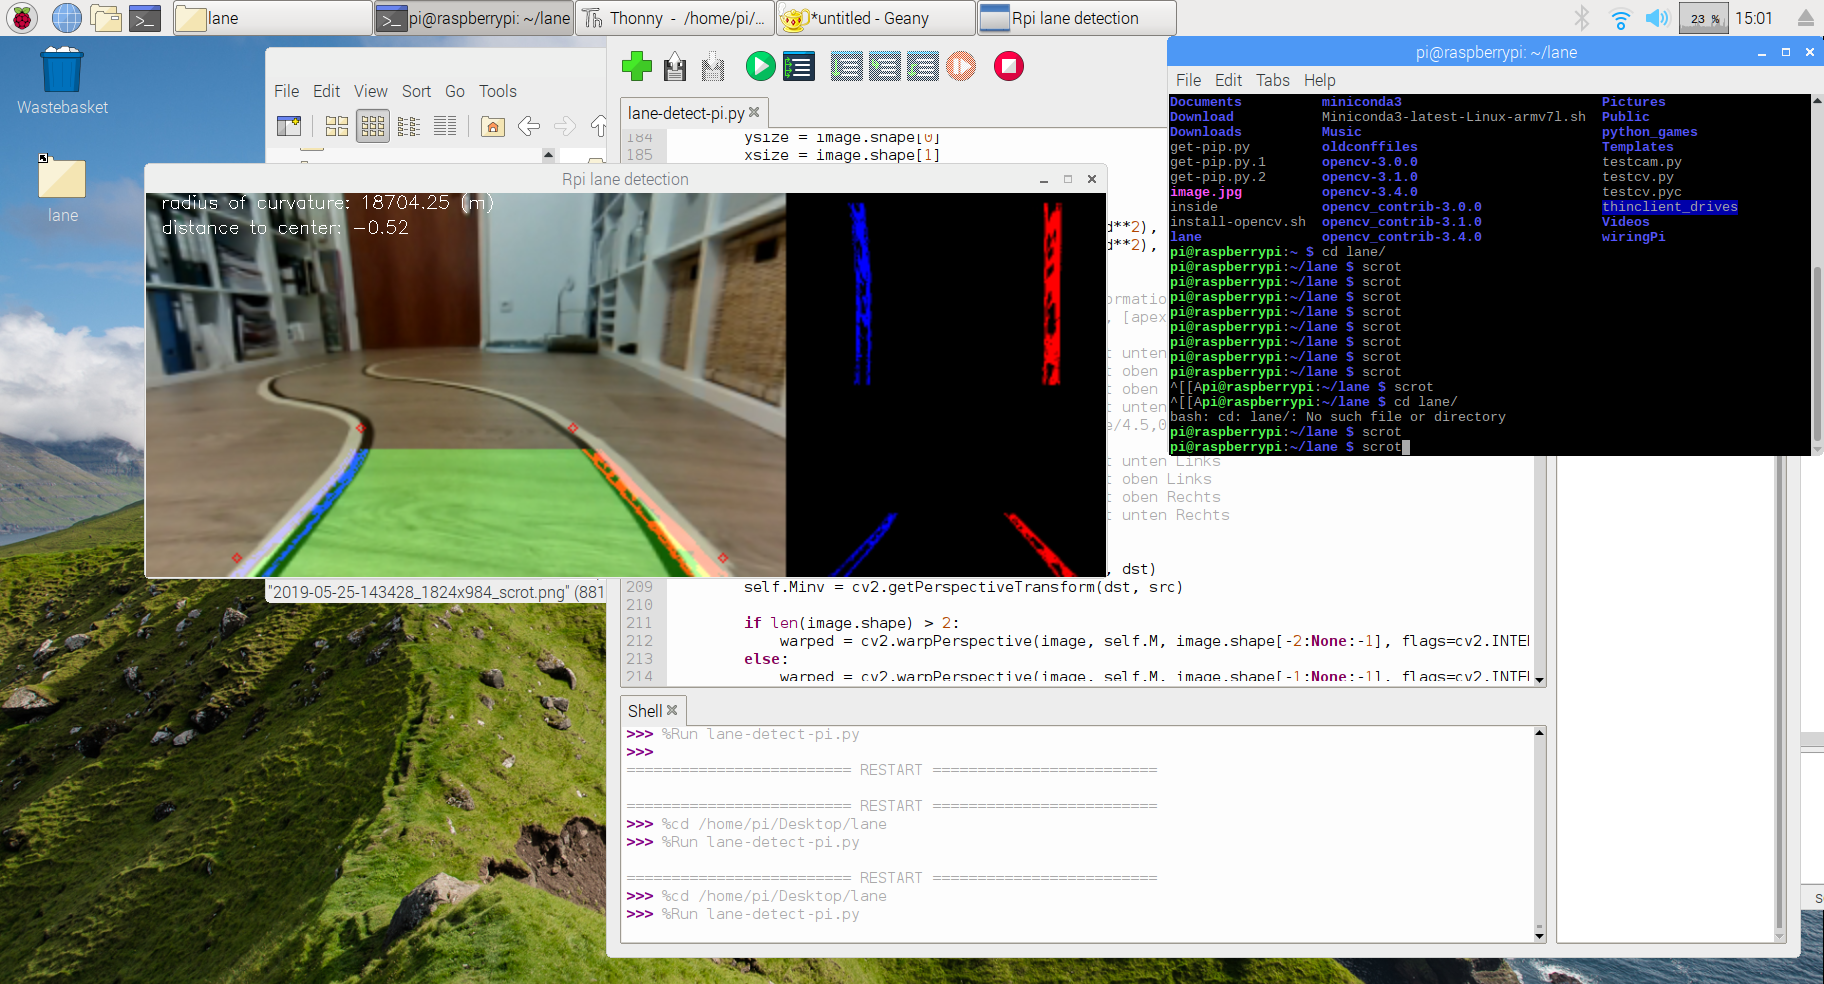 lane
pi@raspberrypi: ~/lane
Thonny - /home/pi/...
*untitled - Geany
Rpi lane detection
23 %
15:01
Wastebasket
lane
File Edit View Sort Go Tools
"2019-05-25-143428_1824x984_scrot.png" (881
Rpi lane detection
radius of curvature: 18704.25 (m)
distance to center: -0.52
lane-detect-pi.py
184 ysize = image.shape[0]
185 xsize = image.shape[1]
d**2),
d**2),
ormatio
, [apex
t unten
t oben
t oben
t unten
e/4.5,0
t unten Links
t oben Links
t oben Rechts
t unten Rechts
, dst)
209 self.Minv = cv2.getPerspectiveTransform(dst, src)
210
211 if len(image.shape) > 2:
212 warped = cv2.warpPerspective(image, self.M, image.shape[-2:None:-1], flags=cv2.INTE
213 else:
214 warped = cv2.warpPerspective(image, self.M, image.shape[-1:None:-1], flags=cv2.INTE
Shell
>>> %Run lane-detect-pi.py
>>>
========================= RESTART =========================
========================= RESTART =========================
>>> %cd /home/pi/Desktop/lane
>>> %Run lane-detect-pi.py
========================= RESTART =========================
>>> %cd /home/pi/Desktop/lane
>>> %Run lane-detect-pi.py
pi@raspberrypi: ~/lane
File Edit Tabs Help
Documents miniconda3 Pictures
Download Miniconda3-latest-Linux-armv7l.sh Public
Downloads Music python_games
get-pip.py oldconffiles Templates
get-pip.py.1 opencv-3.0.0 testcam.py
get-pip.py.2 opencv-3.1.0 testcv.py
image.jpg opencv-3.4.0 testcv.pyc
inside opencv_contrib-3.0.0 thinclient_drives
install-opencv.sh opencv_contrib-3.1.0 Videos
lane opencv_contrib-3.4.0 wiringPi
pi@raspberrypi:~ $ cd lane/
pi@raspberrypi:~/lane $ scrot
pi@raspberrypi:~/lane $ scrot
pi@raspberrypi:~/lane $ scrot
pi@raspberrypi:~/lane $ scrot
pi@raspberrypi:~/lane $ scrot
pi@raspberrypi:~/lane $ scrot
pi@raspberrypi:~/lane $ scrot
pi@raspberrypi:~/lane $ scrot
^[[Api@raspberrypi:~/lane $ scrot
^[[Api@raspberrypi:~/lane $ cd lane/
bash: cd: lane/: No such file or directory
pi@raspberrypi:~/lane $ scrot
pi@raspberrypi:~/lane $ scrot